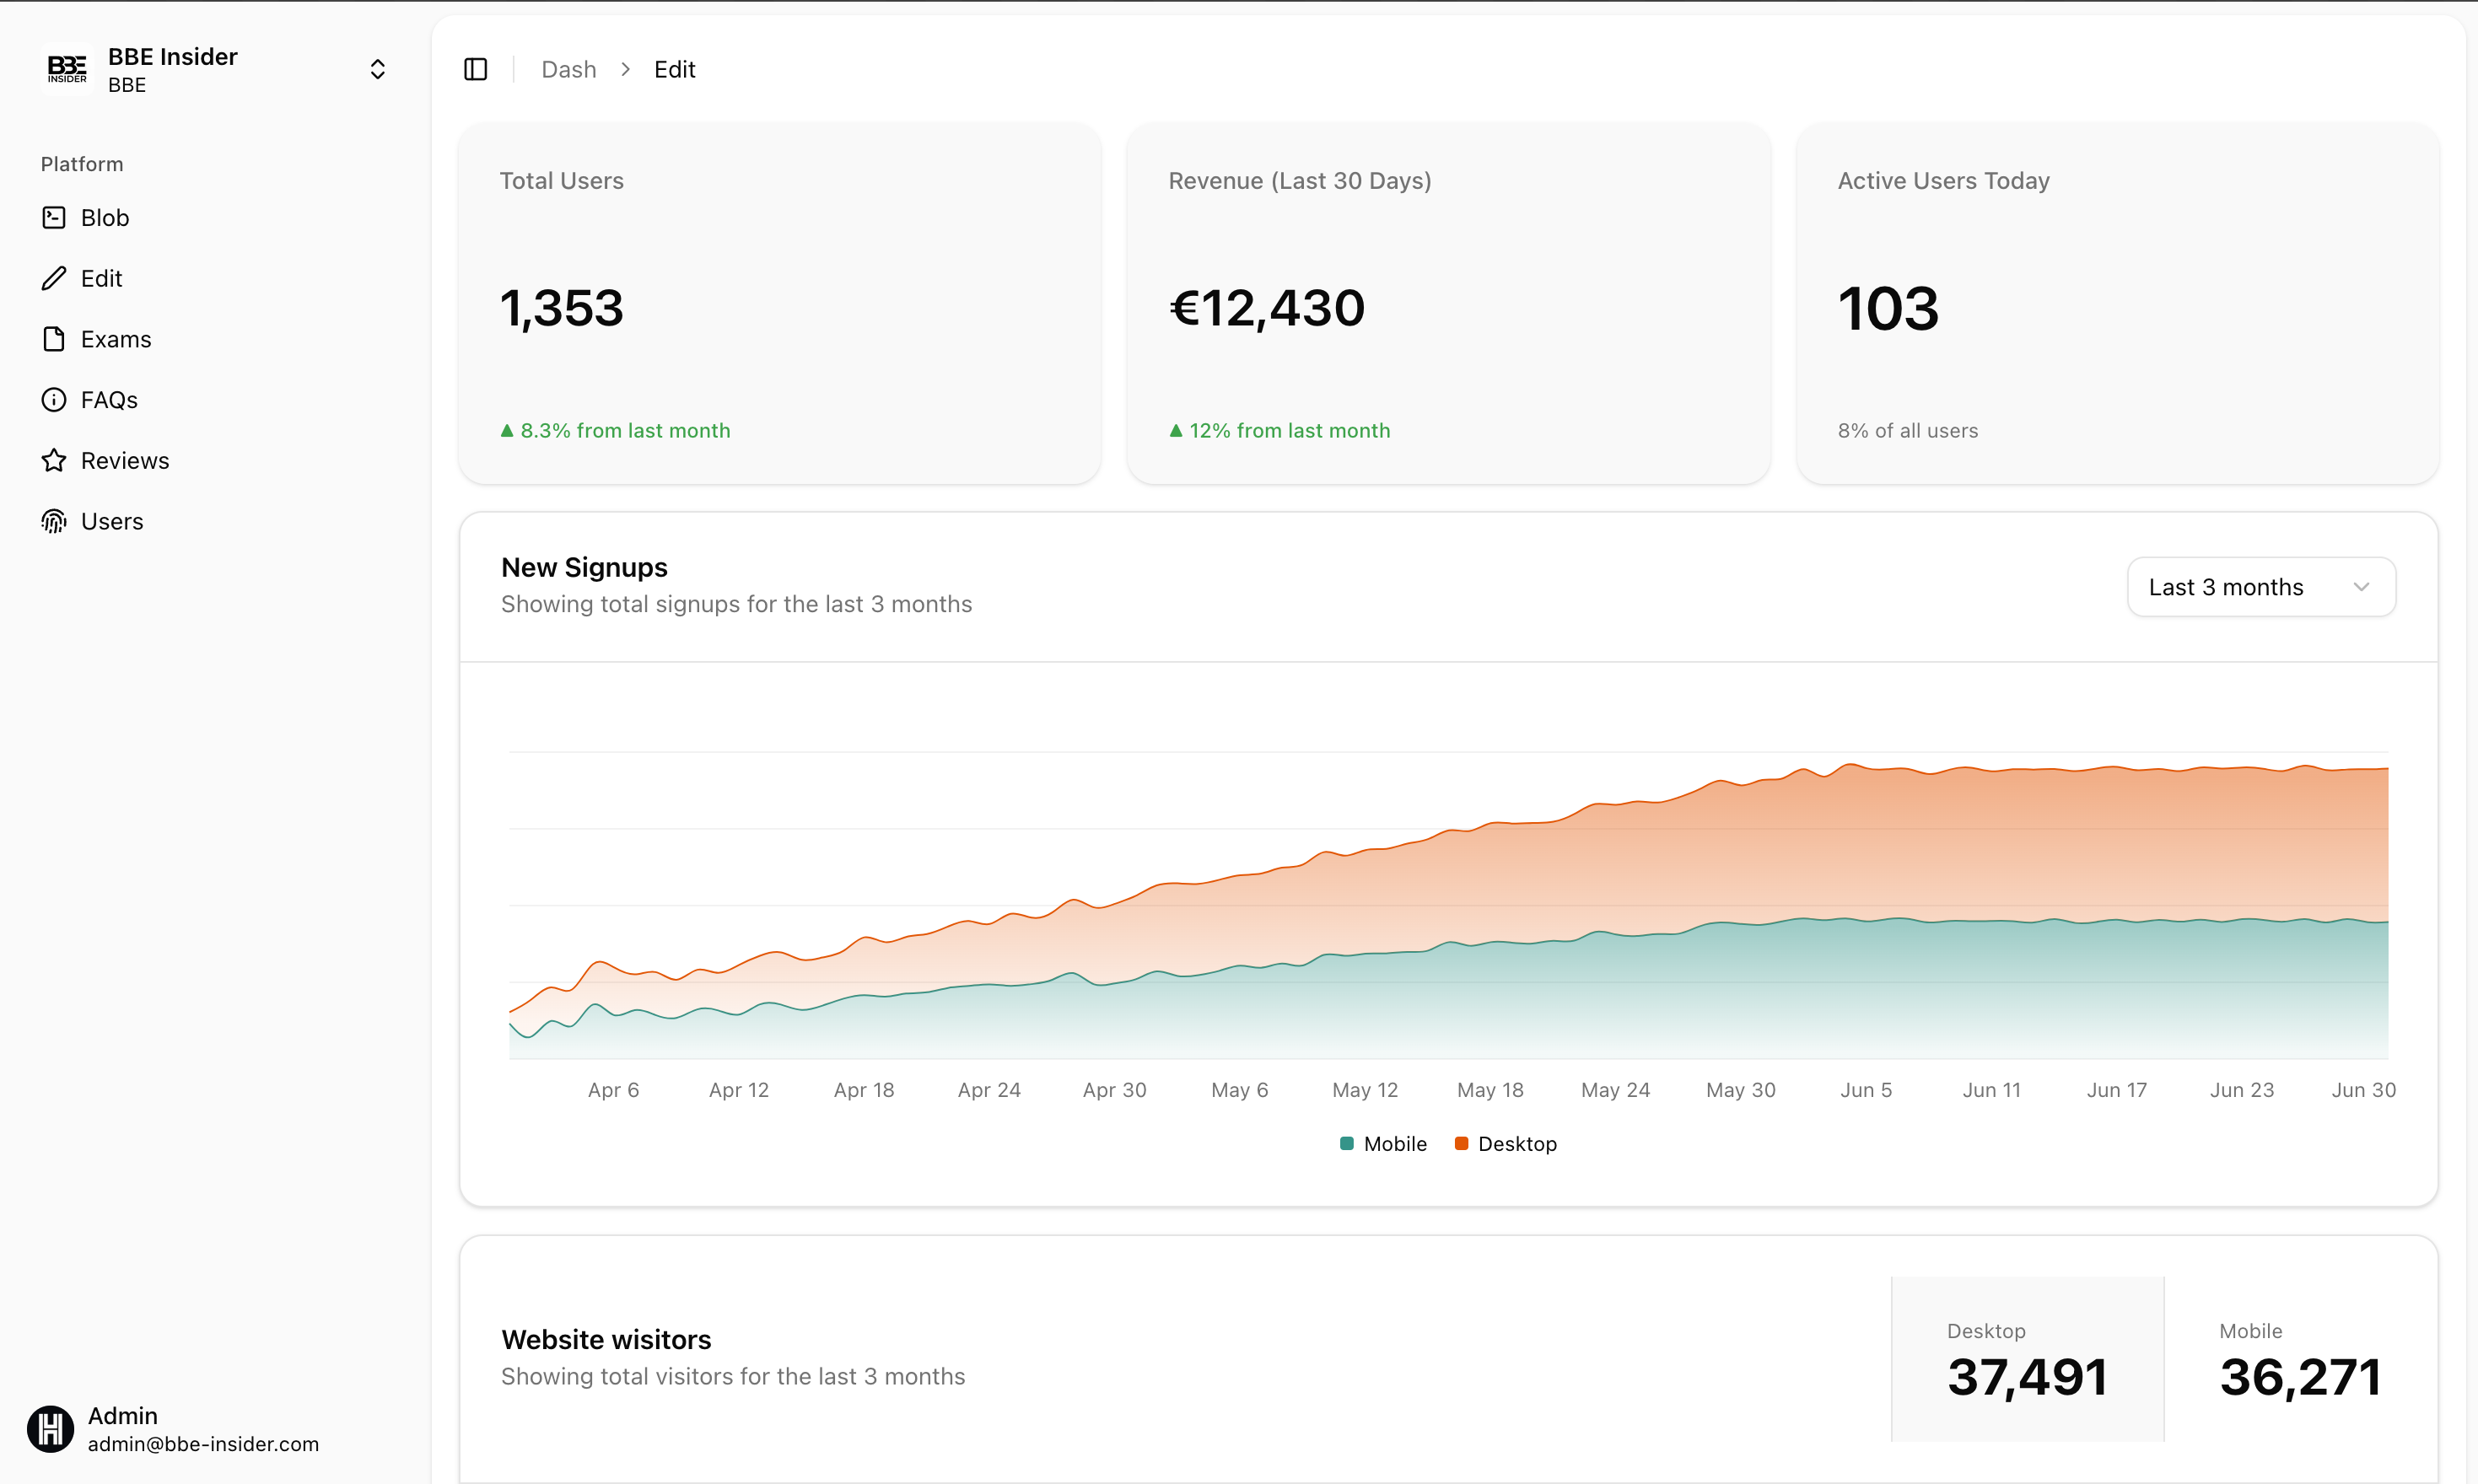 BBE
INSIDER
BBE Insider
BBE
Platform
Blob
Edit
Exams
FAQs
Reviews
Users
Admin
admin@bbe-insider.com
Dash > Edit
Total Users
1,353
▲ 8.3% from last month
Revenue (Last 30 Days)
€12,430
▲ 12% from last month
Active Users Today
103
8% of all users
New Signups
Showing total signups for the last 3 months
Last 3 months
Apr 6 Apr 12 Apr 18 Apr 24 Apr 30 May 6 May 12 May 18 May 24 May 30 Jun 5 Jun 11 Jun 17 Jun 23 Jun 30
Mobile Desktop
Website wisitors
Showing total visitors for the last 3 months
Desktop
37,491
Mobile
36,271